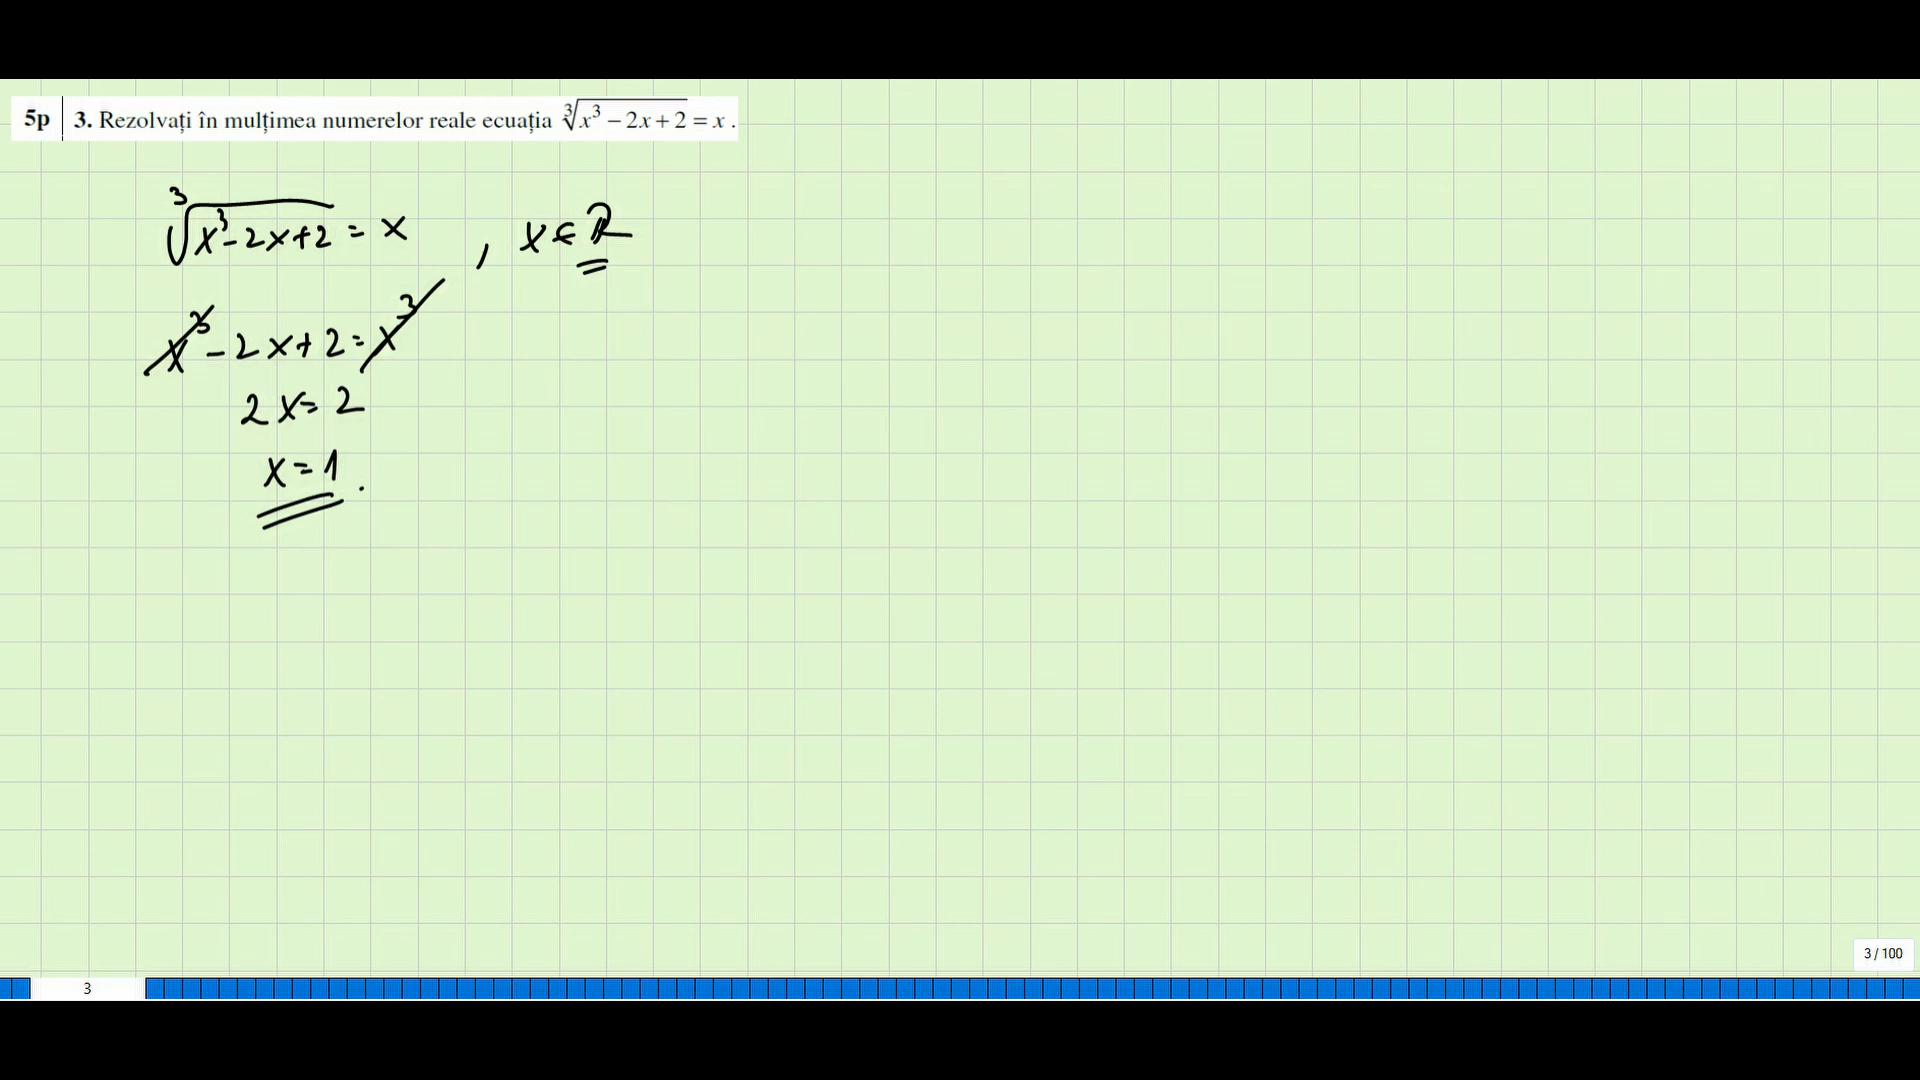 5p 3. Rezolvați în mulțimea numerelor reale ecuația ∛(x³ − 2x + 2) = x .
∛(x³ - 2x + 2) = x , x ∈ ℝ
x³ - 2x + 2 = x³
2x = 2
x = 1 .
3 / 100
3